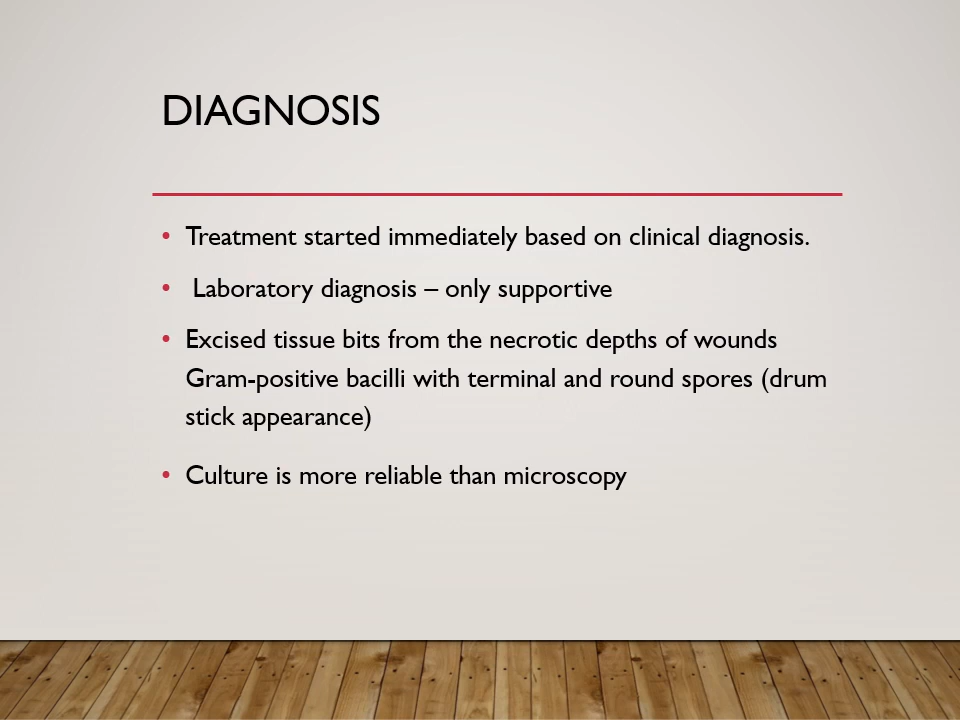 DIAGNOSIS
• Treatment started immediately based on clinical diagnosis.
• Laboratory diagnosis – only supportive
• Excised tissue bits from the necrotic depths of wounds
Gram-positive bacilli with terminal and round spores (drum
stick appearance)
• Culture is more reliable than microscopy